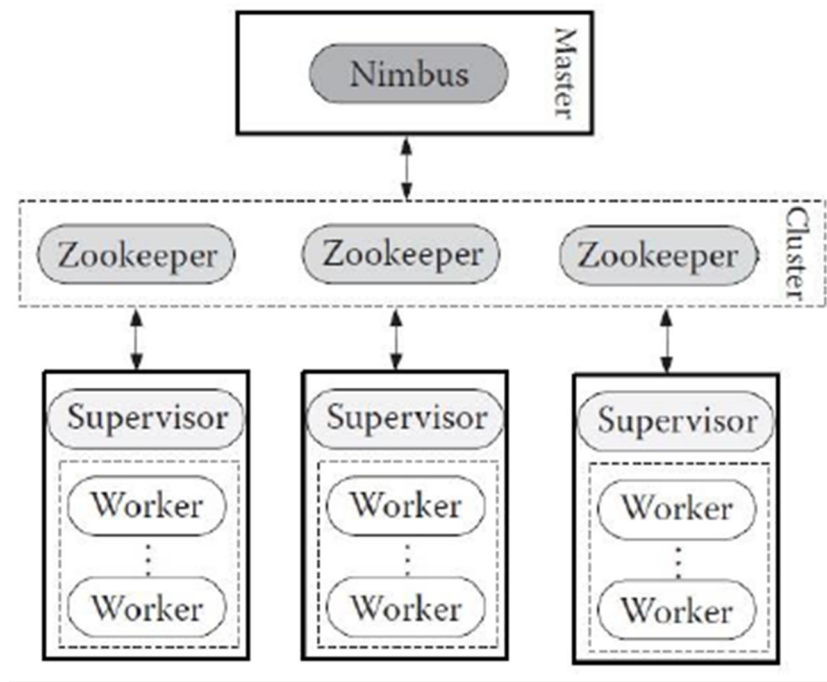 Nimbus
Master
Zookeeper
Zookeeper
Zookeeper
Cluster
Supervisor
Supervisor
Supervisor
Worker
Worker
Worker
Worker
Worker
Worker